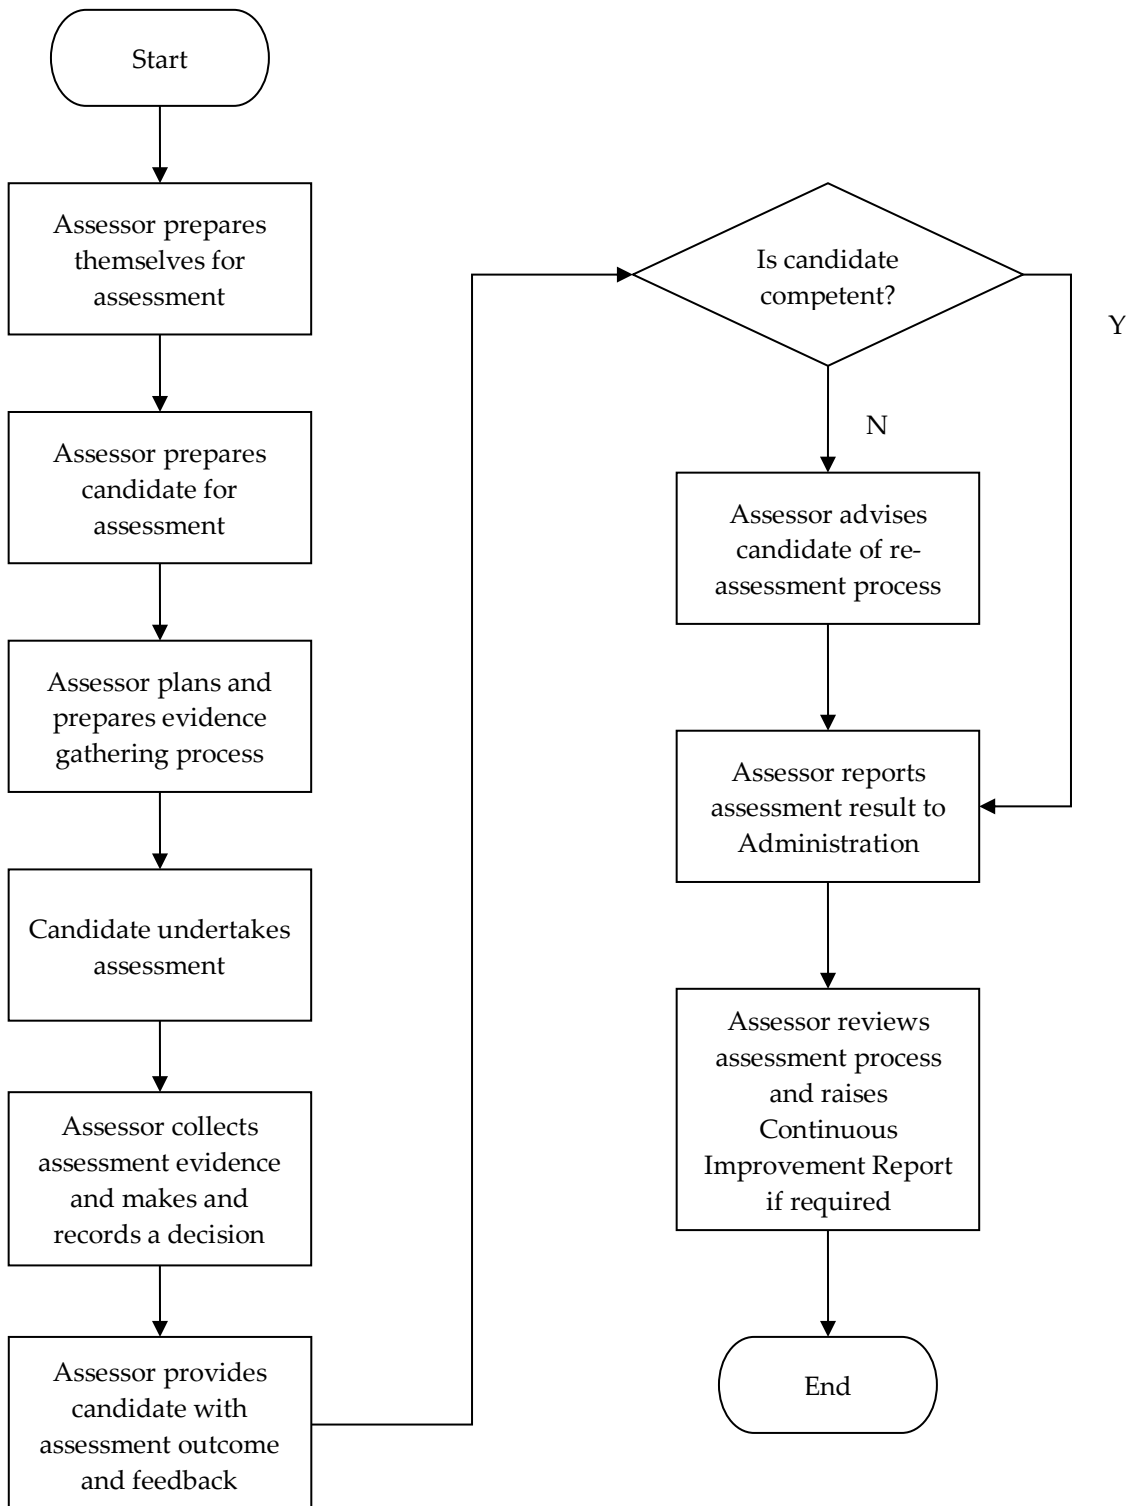 Start
Assessor prepares
themselves for
assessment
Assessor prepares
candidate for
assessment
Assessor plans and
prepares evidence
gathering process
Candidate undertakes
assessment
Assessor collects
assessment evidence
and makes and
records a decision
Assessor provides
candidate with
assessment outcome
and feedback
Is candidate
competent?
Y
N
Assessor advises
candidate of re-
assessment process
Assessor reports
assessment result to
Administration
Assessor reviews
assessment process
and raises
Continuous
Improvement Report
if required
End